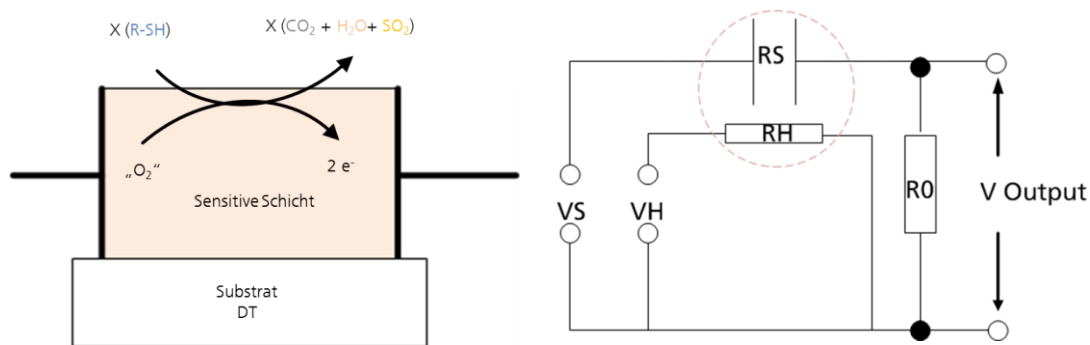 X (R-SH)
X (CO₂ + H₂O+ SO₂)
„O₂“
2 e⁻
Sensitive Schicht
Substrat
DT
RS
RH
VS
VH
R0
V Output